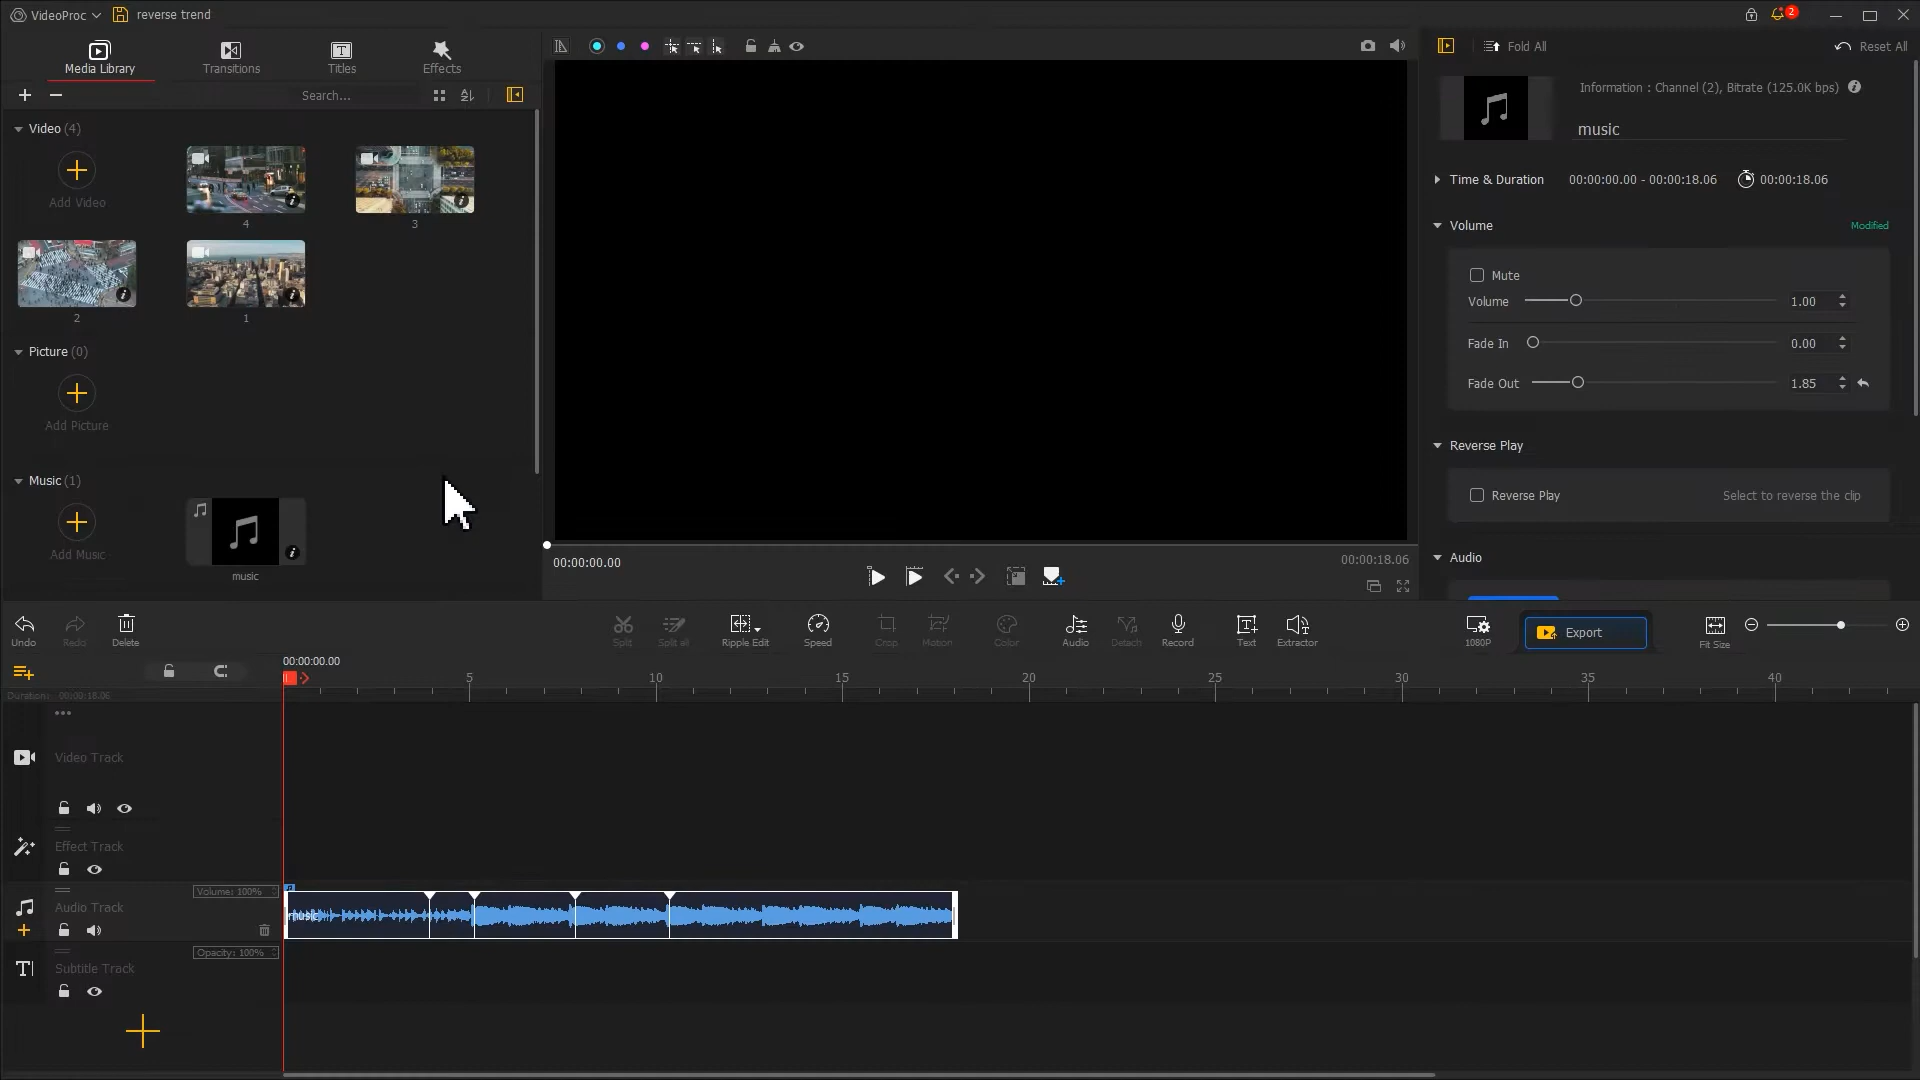 VideoProc
reverse trend
2
Media Library
Transitions
Titles
Effects
Search...
Video (4)
Add Video
4
3
2
1
Picture (0)
Add Picture
Music (1)
Add Music
music
00:00:00.00
00:00:18.06
Fold All
Reset All
Information : Channel (2), Bitrate (125.0K bps)
music
Time & Duration
00:00:00.00 - 00:00:18.06
00:00:18.06
Volume
Modified
Mute
Volume
1.00
Fade In
0.00
Fade Out
1.85
Reverse Play
Reverse Play
Select to reverse the clip
Audio
Undo
Redo
Delete
Split
Split all
Ripple Edit
Speed
Crop
Motion
Color
Audio
Detach
Record
Text
Extractor
1080P
Export
Fit Size
Duration: 00:00:18.06
00:00:00.00
5
10
15
20
25
30
35
40
Video Track
Effect Track
Volume: 100%
Audio Track
music
Opacity: 100%
Subtitle Track